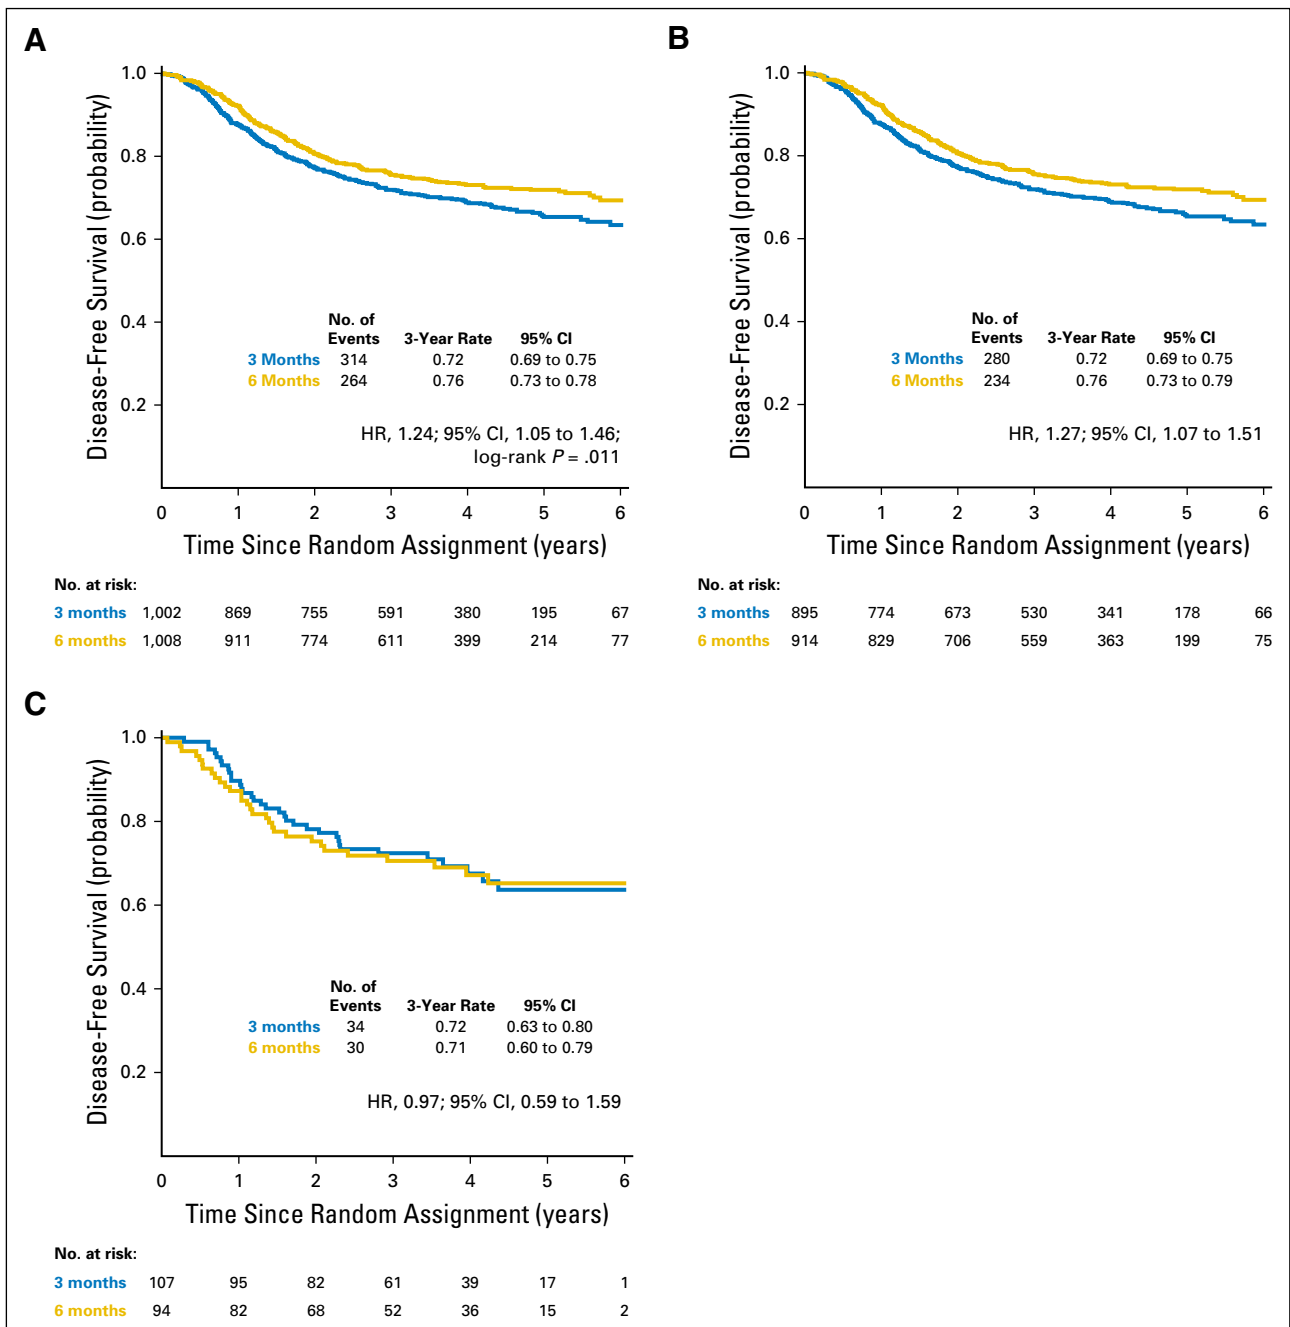 A
Disease-Free Survival (probability)
1.0
0.8
0.6
0.4
0.2
No. of
Events 3-Year Rate 95% CI
3 Months 314 0.72 0.69 to 0.75
6 Months 264 0.76 0.73 to 0.78
HR, 1.24; 95% CI, 1.05 to 1.46;
log-rank P = .011
0 1 2 3 4 5 6
Time Since Random Assignment (years)
No. at risk:
3 months 1,002 869 755 591 380 195 67
6 months 1,008 911 774 611 399 214 77
B
Disease-Free Survival (probability)
1.0
0.8
0.6
0.4
0.2
No. of
Events 3-Year Rate 95% CI
3 Months 280 0.72 0.69 to 0.75
6 Months 234 0.76 0.73 to 0.79
HR, 1.27; 95% CI, 1.07 to 1.51
0 1 2 3 4 5 6
Time Since Random Assignment (years)
No. at risk:
3 months 895 774 673 530 341 178 66
6 months 914 829 706 559 363 199 75
C
Disease-Free Survival (probability)
1.0
0.8
0.6
0.4
0.2
No. of
Events 3-Year Rate 95% CI
3 months 34 0.72 0.63 to 0.80
6 months 30 0.71 0.60 to 0.79
HR, 0.97; 95% CI, 0.59 to 1.59
0 1 2 3 4 5 6
Time Since Random Assignment (years)
No. at risk:
3 months 107 95 82 61 39 17 1
6 months 94 82 68 52 36 15 2